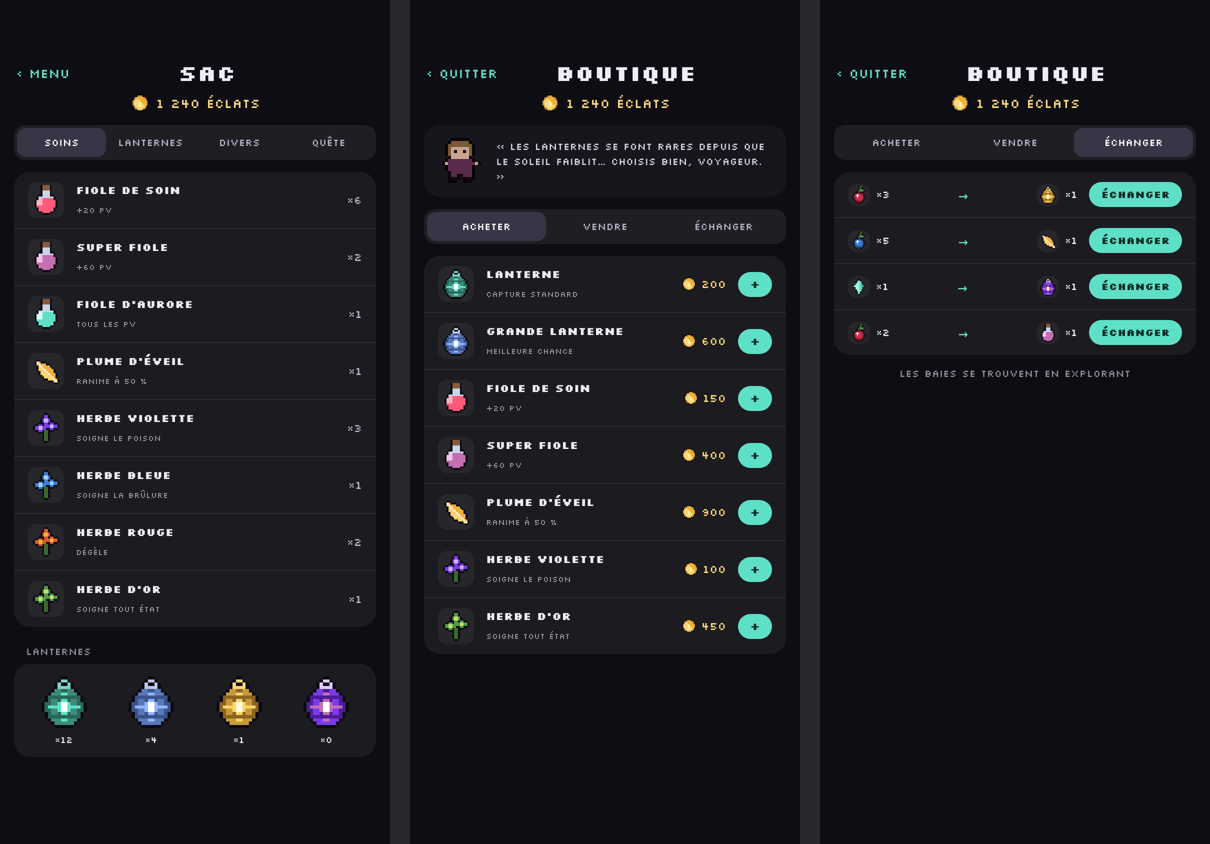 ‹ MENU
SAC
1 240 ÉCLATS
SOINS LANTERNES DIVERS QUÊTE
FIOLE DE SOIN
+20 PV
×6
SUPER FIOLE
+60 PV
×2
FIOLE D'AURORE
TOUS LES PV
×1
PLUME D'ÉVEIL
RANIME À 50 %
×1
HERBE VIOLETTE
SOIGNE LE POISON
×3
HERBE BLEUE
SOIGNE LA BRÛLURE
×1
HERBE ROUGE
DÉGÈLE
×2
HERBE D'OR
SOIGNE TOUT ÉTAT
×1
LANTERNES
×12 ×4 ×1 ×0
‹ QUITTER
BOUTIQUE
1 240 ÉCLATS
« LES LANTERNES SE FONT RARES DEPUIS QUE
LE SOLEIL FAIBLIT… CHOISIS BIEN, VOYAGEUR.
»
ACHETER VENDRE ÉCHANGER
LANTERNE
CAPTURE STANDARD
200 +
GRANDE LANTERNE
MEILLEURE CHANCE
600 +
FIOLE DE SOIN
+20 PV
150 +
SUPER FIOLE
+60 PV
400 +
PLUME D'ÉVEIL
RANIME À 50 %
900 +
HERBE VIOLETTE
SOIGNE LE POISON
100 +
HERBE D'OR
SOIGNE TOUT ÉTAT
450 +
‹ QUITTER
BOUTIQUE
1 240 ÉCLATS
ACHETER VENDRE ÉCHANGER
×3 → ×1 ÉCHANGER
×5 → ×1 ÉCHANGER
×1 → ×1 ÉCHANGER
×2 → ×1 ÉCHANGER
LES BAIES SE TROUVENT EN EXPLORANT